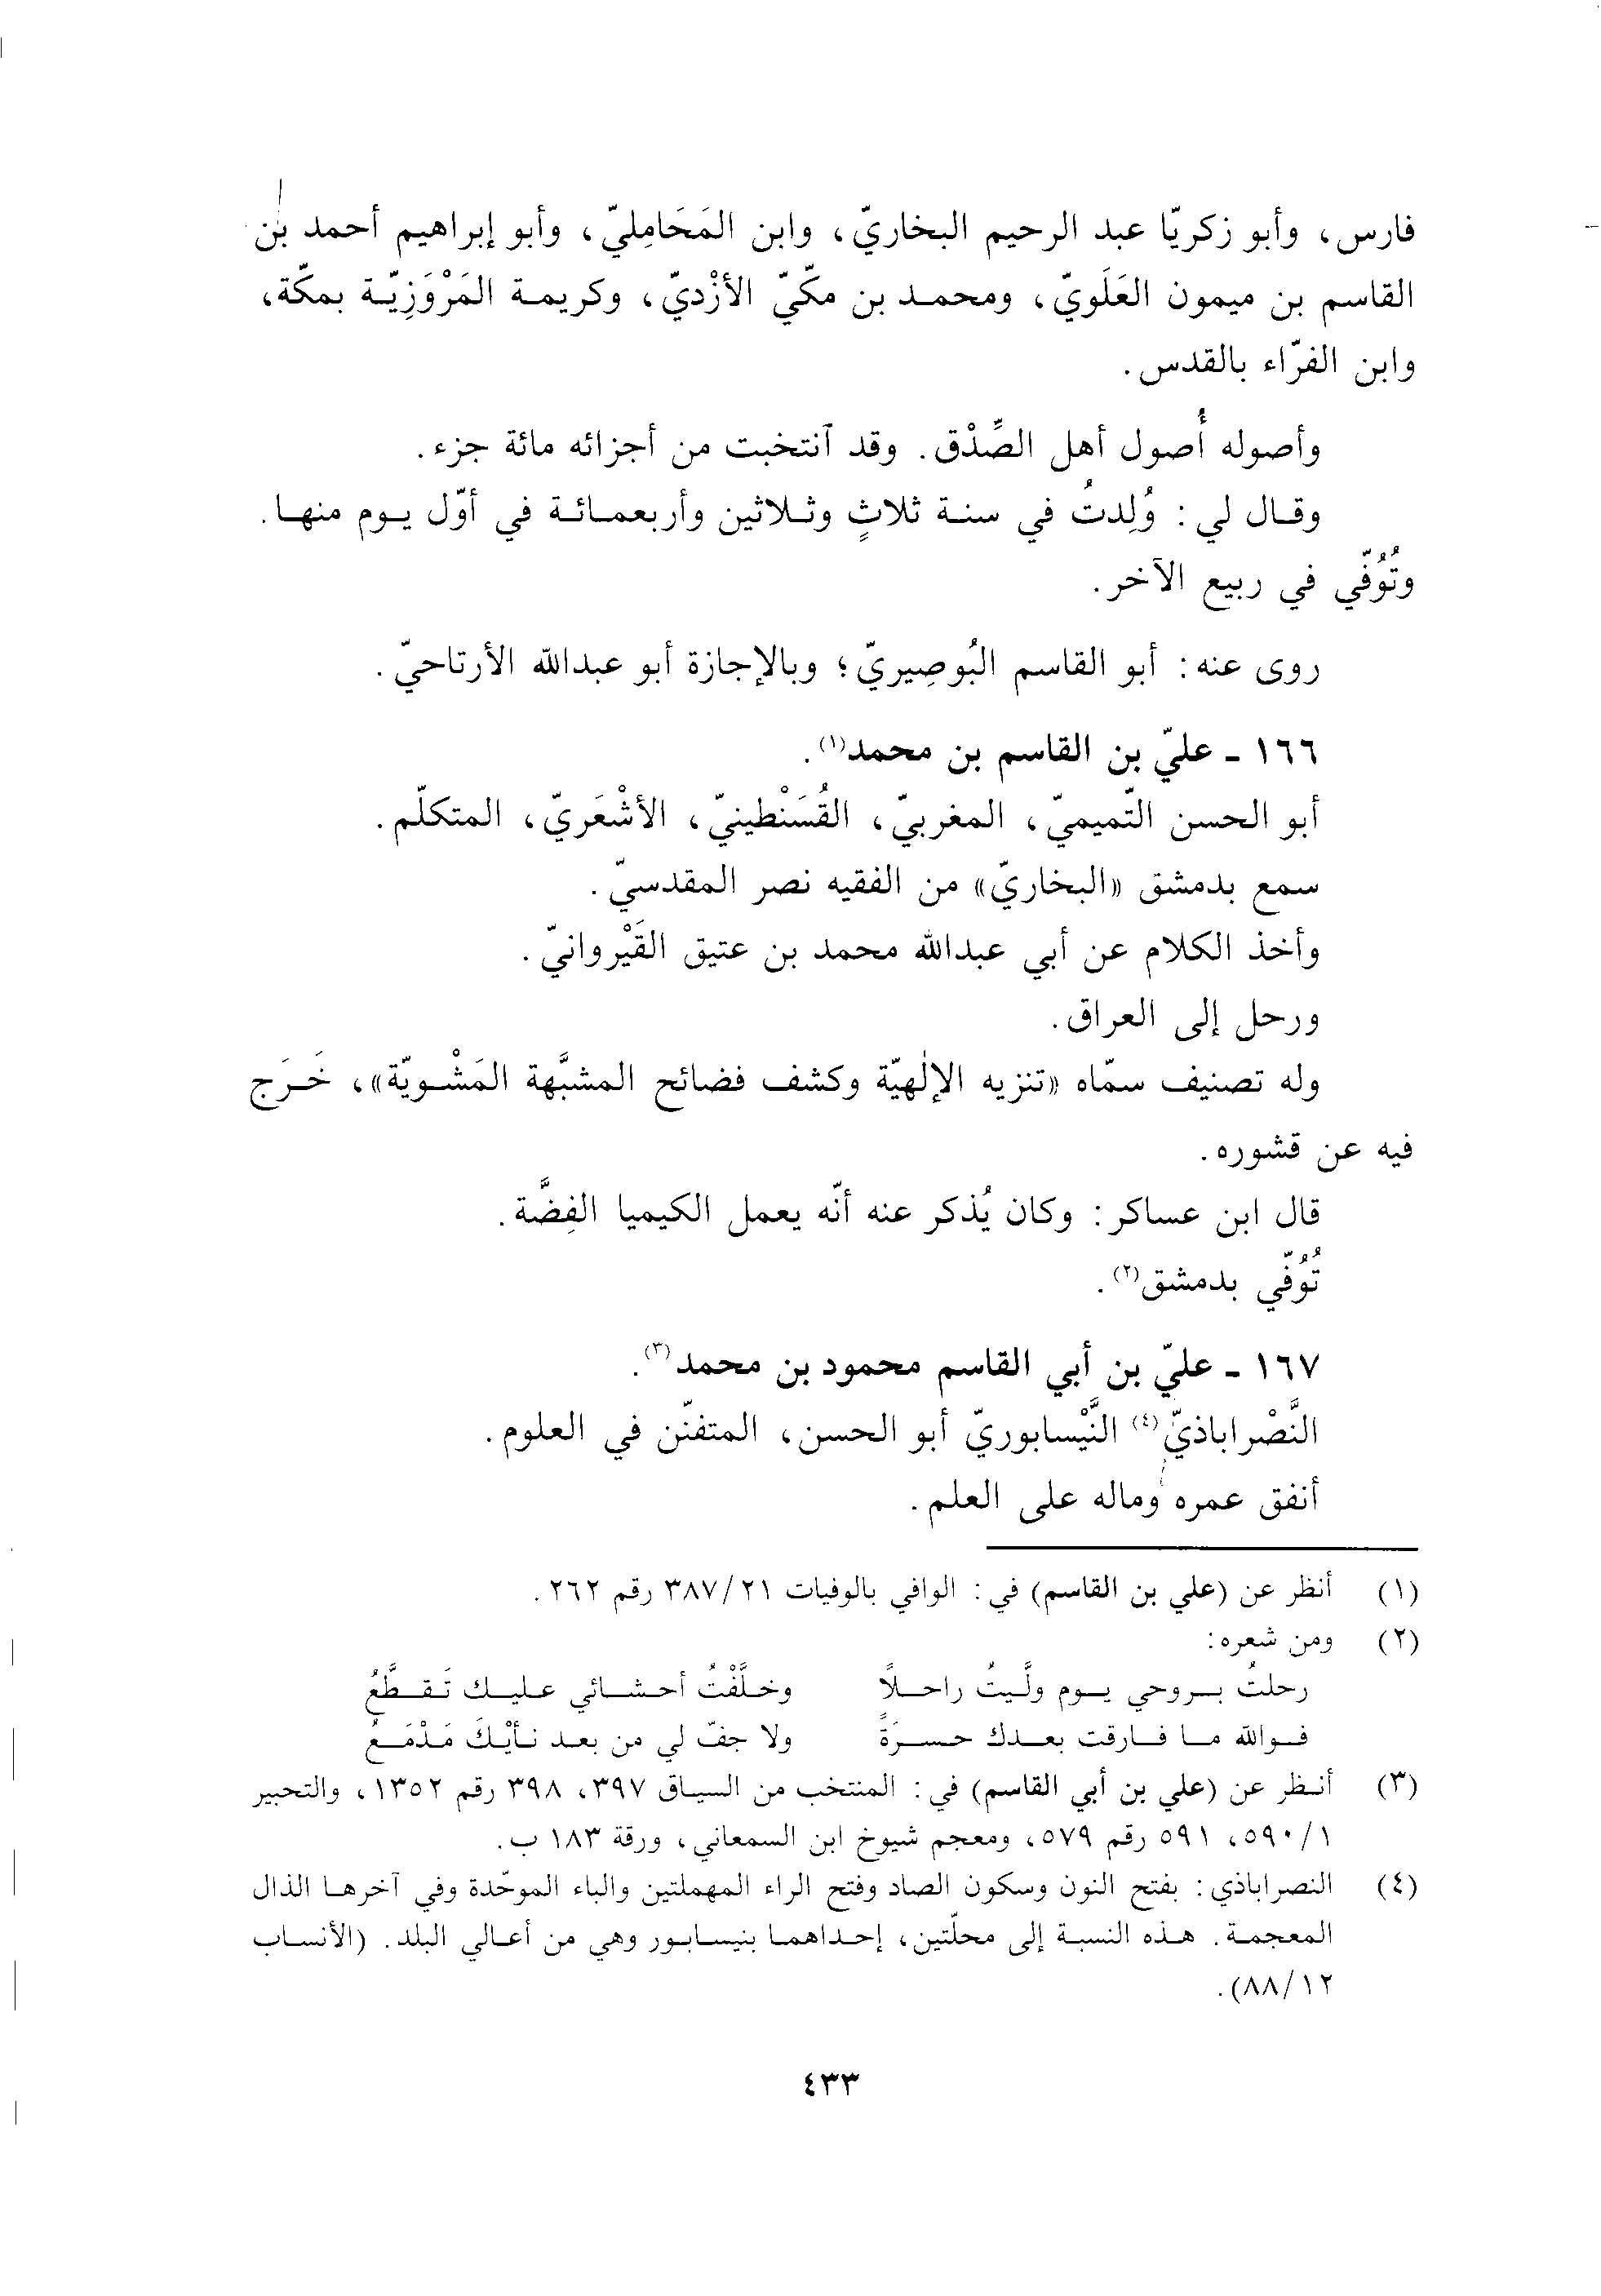 فارس، وأبو زكريّا عبد الرحيم البخاريّ، وابن المَحَامِليّ، وأبو إبراهيم أحمد بن
القاسم بن ميمون العَلَويّ، ومحمد بن مكّيّ الأزْديّ، وكريمة المَرْوَزِيّة بمكّة،
وابن الفرّاء بالقدس.
وأصوله أُصول أهل الصِّدْق. وقد ٱنتخبت من أجزائه مائة جزء.
وقال لي: وُلِدتُ في سنة ثلاثٍ وثلاثين وأربعمائة في أوّل يوم منها.
وتُوُفّي في ربيع الآخر.
روى عنه: أبو القاسم البُوصِيريّ؛ وبالإجازة أبو عبدالله الأرتاحيّ.
١٦٦ ـ عليّ بن القاسم بن محمد(١).
أبو الحسن التّميميّ، المغربيّ، القُسَنْطينيّ، الأشْعَريّ، المتكلّم.
سمع بدمشق «البخاريّ» من الفقيه نصر المقدسيّ.
وأخذ الكلام عن أبي عبدالله محمد بن عتيق القَيْروانيّ.
ورحل إلى العراق.
وله تصنيف سمّاه «تنزيه الإلٰهيّة وكشف فضائح المشبَّهة المَشْويّة»، خَرَج
فيه عن قشوره.
قال ابن عساكر: وكان يُذكر عنه أنّه يعمل الكيميا الفِضَّة.
تُوُفّي بدمشق(٢).
١٦٧ ـ عليّ بن أبي القاسم محمود بن محمد(٣).
النَّصْراباذيّ(٤) النَّيْسابوريّ أبو الحسن، المتفنّن في العلوم.
أنفق عمره وماله على العلم.
(١) أنظر عن (علي بن القاسم) في: الوافي بالوفيات ٢١/ ٣٨٧ رقم ٢٦٢.
(٢) ومن شعره:
رحلتُ بروحي يوم ولَّيتُ راحلاً وخلَّفْتُ أحشائي عليك تَقطَّعُ
فوالله ما فارقت بعدك حسرَةً ولا جفّ لي من بعد نأيْكَ مَدْمَعُ
(٣) أنظر عن (علي بن أبي القاسم) في: المنتخب من السياق ٣٩٧، ٣٩٨ رقم ١٣٥٢، والتحبير
١/ ٥٩٠، ٥٩١ رقم ٥٧٩، ومعجم شيوخ ابن السمعاني، ورقة ١٨٣ ب.
(٤) النصراباذي: بفتح النون وسكون الصاد وفتح الراء المهملتين والباء الموحّدة وفي آخرها الذال
المعجمة. هذه النسبة إلى محلّتين، إحداهما بنيسابور وهي من أعالي البلد. (الأنساب
١٢/ ٨٨).
٤٣٣